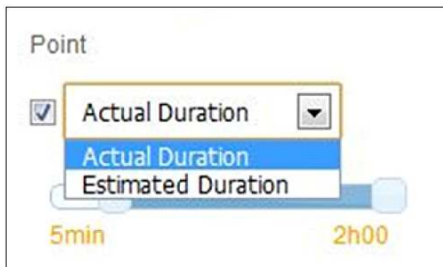 Point
Actual Duration
Actual Duration
Estimated Duration
5min 2h00